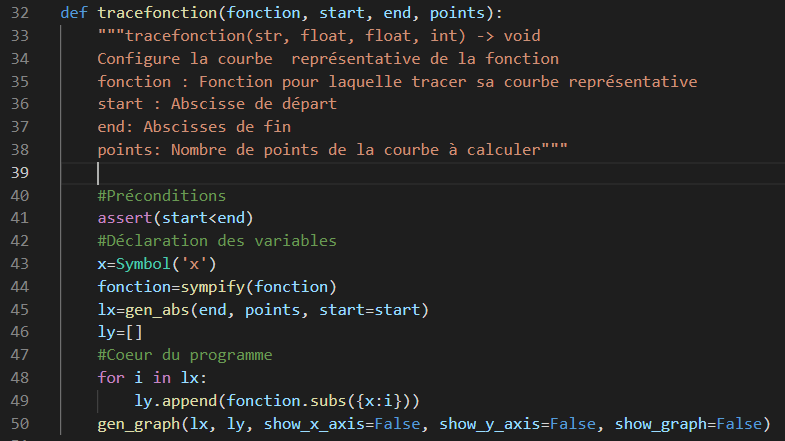 32 def tracefonction(fonction, start, end, points):
33 """tracefonction(str, float, float, int) -> void
34 Configure la courbe  représentative de la fonction
35 fonction : Fonction pour laquelle tracer sa courbe représentative
36 start : Abscisse de départ
37 end: Abscisses de fin
38 points: Nombre de points de la courbe à calculer"""
39
40 #Préconditions
41 assert(start<end)
42 #Déclaration des variables
43 x=Symbol('x')
44 fonction=sympify(fonction)
45 lx=gen_abs(end, points, start=start)
46 ly=[]
47 #Coeur du programme
48 for i in lx:
49 ly.append(fonction.subs({x:i}))
50 gen_graph(lx, ly, show_x_axis=False, show_y_axis=False, show_graph=False)